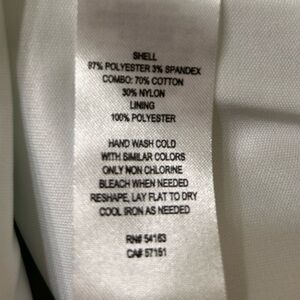 SHELL
97% POLYESTER 3% SPANDEX
COMBO: 70% COTTON
30% NYLON
LINING
100% POLYESTER
HAND WASH COLD
WITH SIMILAR COLORS
ONLY NON CHLORINE
BLEACH WHEN NEEDED
RESHAPE, LAY FLAT TO DRY
COOL IRON AS NEEDED
RN# 54163
CA# 57151